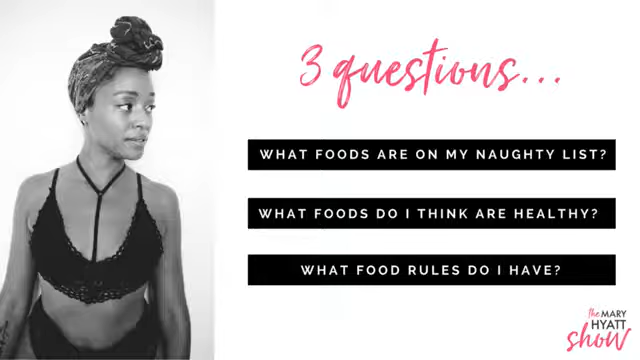 3 questions...
WHAT FOODS ARE ON MY NAUGHTY LIST?
WHAT FOODS DO I THINK ARE HEALTHY?
WHAT FOOD RULES DO I HAVE?
the MARY
HYATT
show